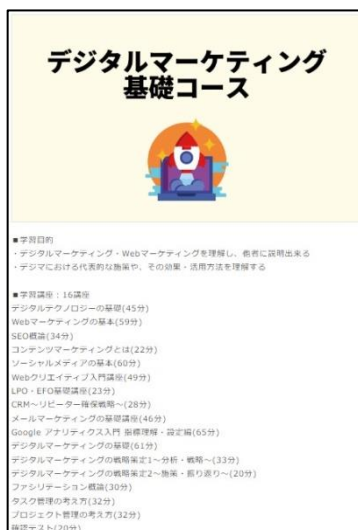 デジタルマーケティング
基礎コース
■学習目的
・デジタルマーケティング・Webマーケティングを理解し、他者に説明出来る
・デジマにおける代表的な施策や、その効果・活用方法を理解する
■学習講座：16講座
デジタルテクノロジーの基礎(45分)
Webマーケティングの基本(59分)
SEO概論(34分)
コンテンツマーケティングとは(22分)
ソーシャルメディアの基本(60分)
Webクリエイティブ入門講座(49分)
LPO・EFO基礎講座(23分)
CRM～リピーター確保戦略～(28分)
メールマーケティングの基礎講座(46分)
Google アナリティクス入門 指標理解・設定編(65分)
デジタルマーケティングの基礎(61分)
デジタルマーケティングの戦略策定1～分析・戦略～(33分)
デジタルマーケティングの戦略策定2～施策・振り返り～(20分)
ファシリテーション概論(30分)
タスク管理の考え方(32分)
プロジェクト管理の考え方(32分)
確認テスト(20分)